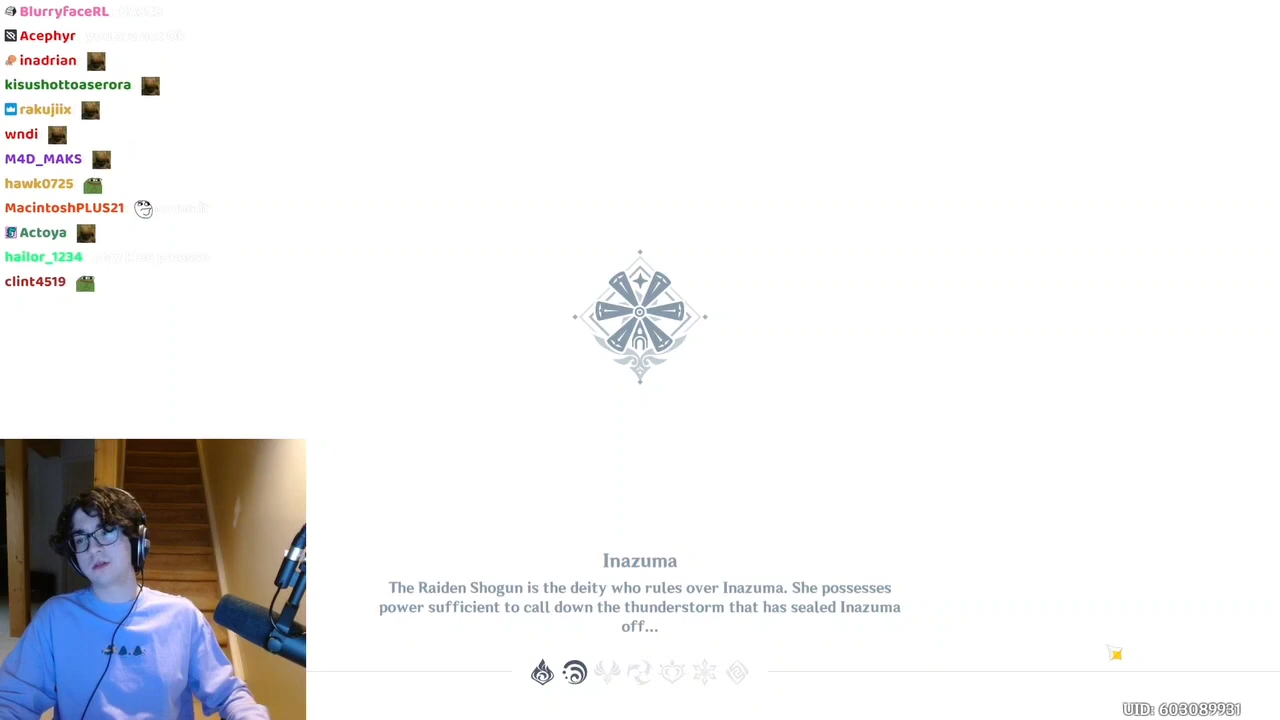 BlurryfaceRL
Acephyr
inadrian
kisushottoaserora
rakujiix
wndi
M4D_MAKS
hawk0725
MacintoshPLUS21
Actoya
hailor_1234
clint4519
Inazuma
The Raiden Shogun is the deity who rules over Inazuma. She possesses
power sufficient to call down the thunderstorm that has sealed Inazuma
off...
UID: 603089931